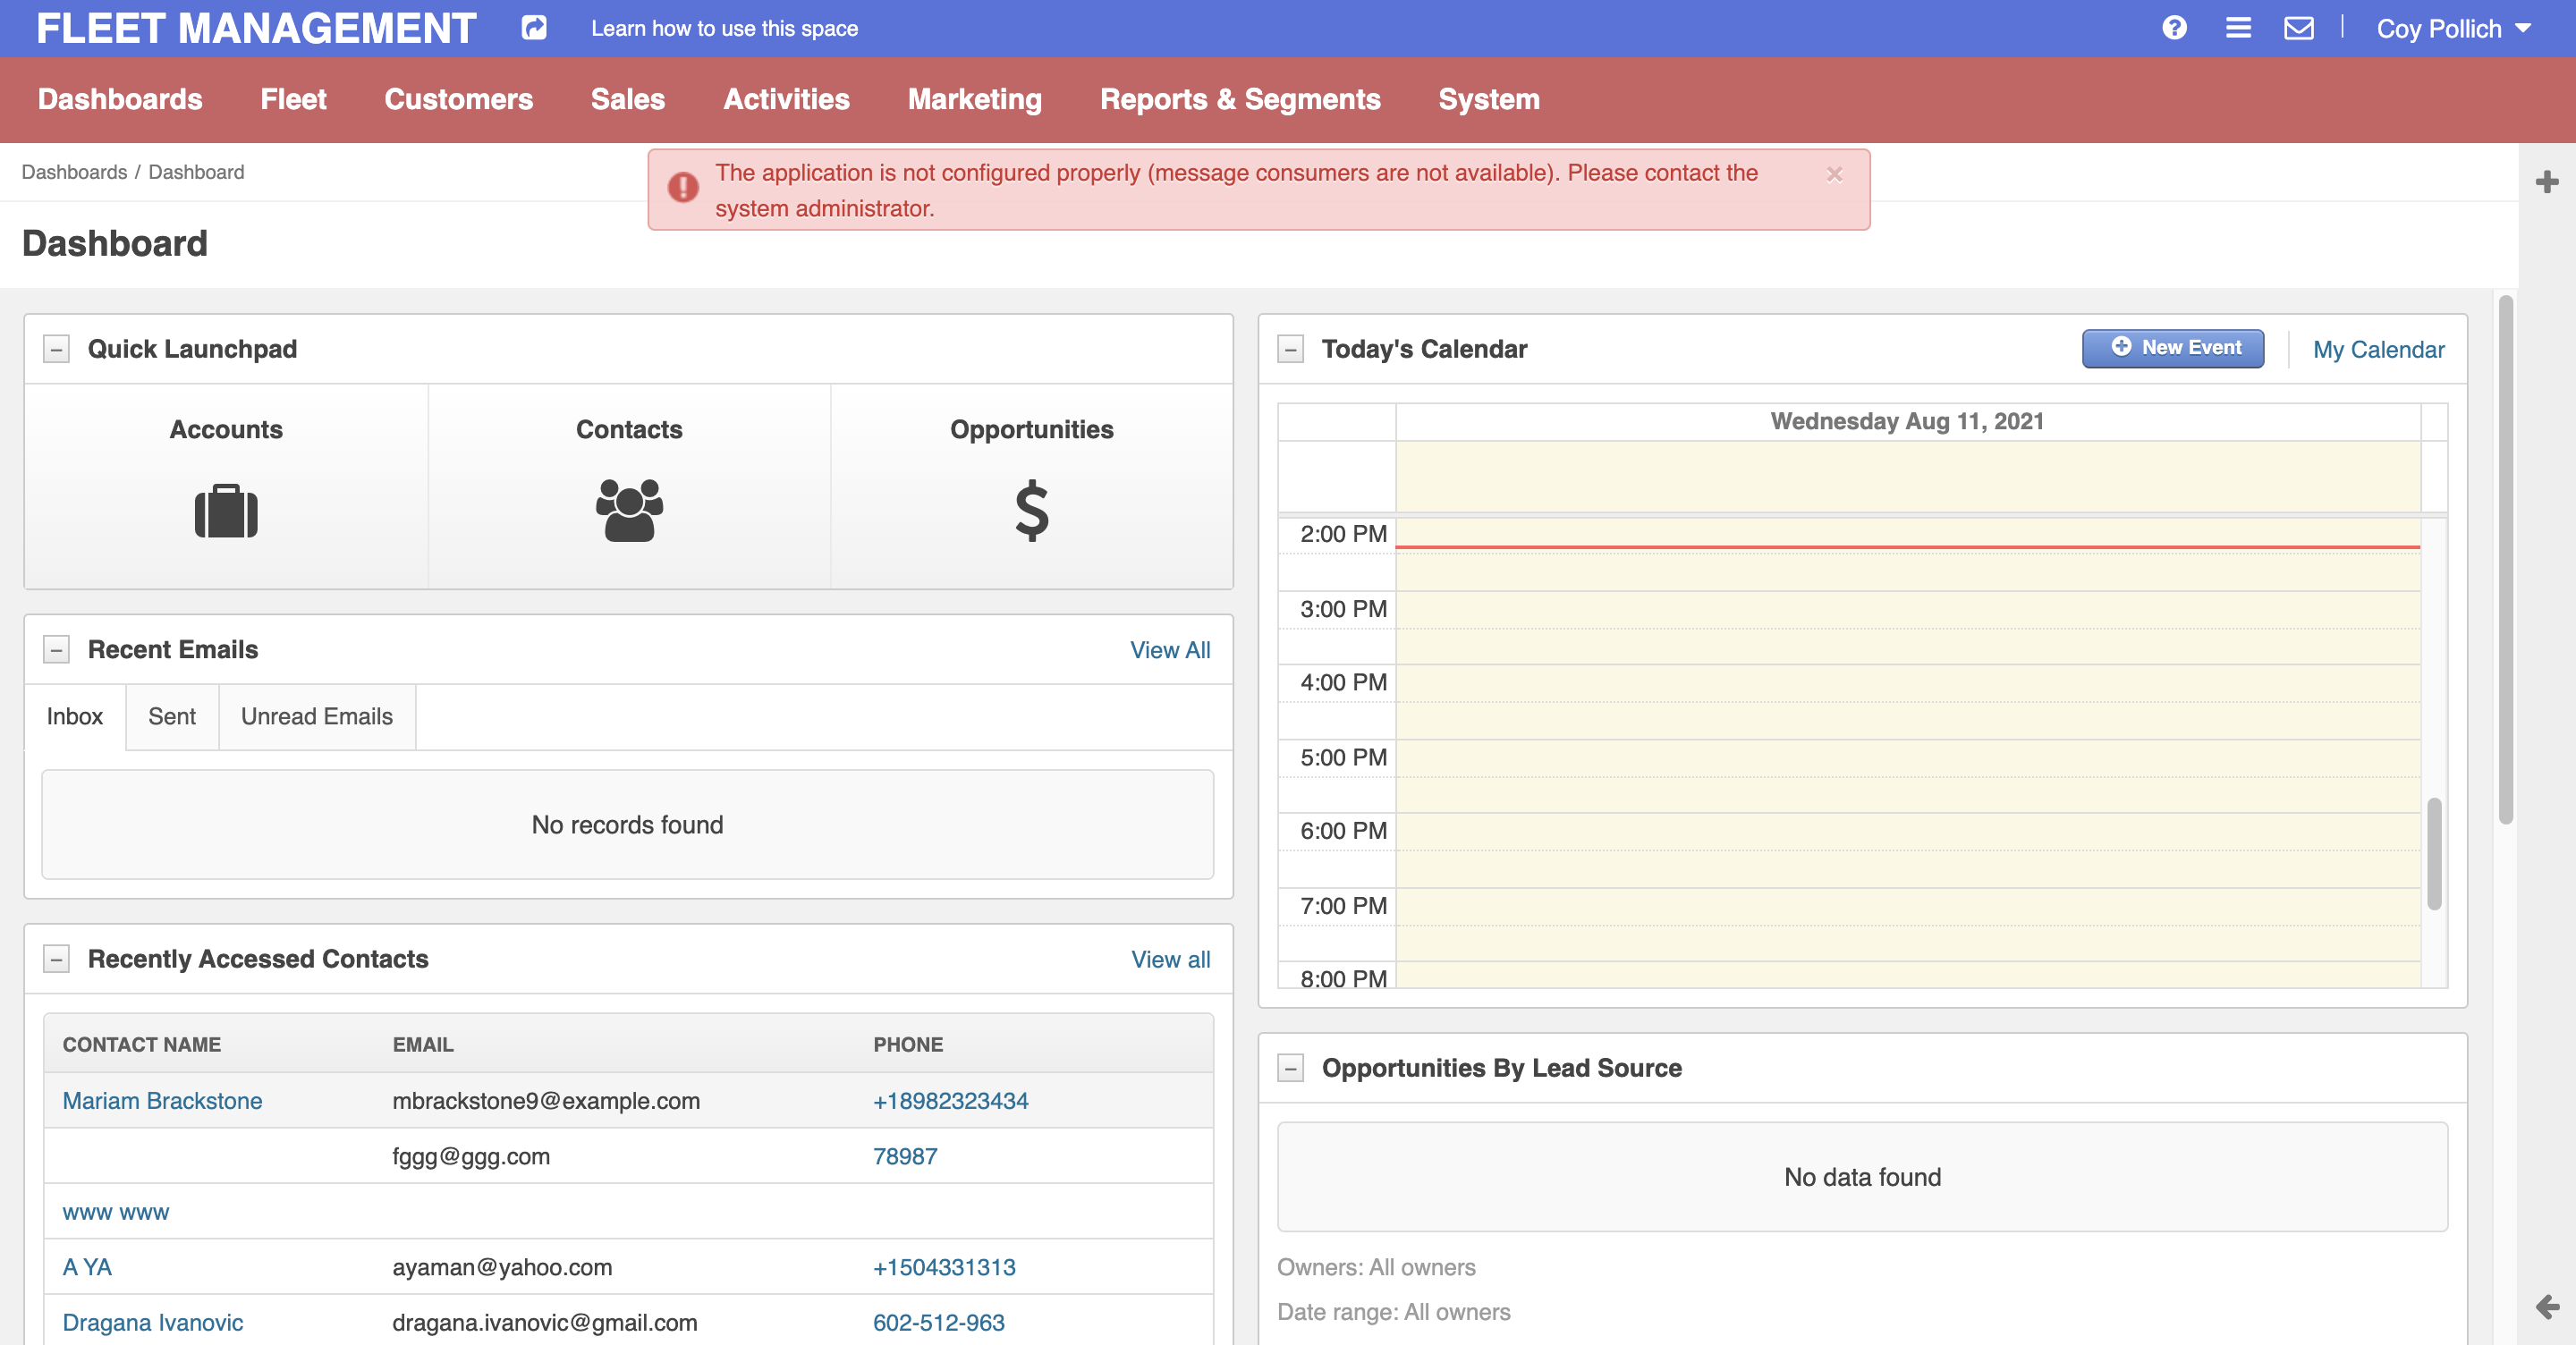 FLEET MANAGEMENT
Learn how to use this space
Coy Pollich
Dashboards
Fleet
Customers
Sales
Activities
Marketing
Reports & Segments
System
Dashboards / Dashboard
The application is not configured properly (message consumers are not available). Please contact the
system administrator.
×
Dashboard
Quick Launchpad
Accounts
Contacts
Opportunities
Recent Emails
View All
Inbox
Sent
Unread Emails
No records found
Recently Accessed Contacts
View all
CONTACT NAME EMAIL PHONE
Mariam Brackstone mbrackstone9@example.com +18982323434
fggg@ggg.com 78987
www www
A YA ayaman@yahoo.com +1504331313
Dragana Ivanovic dragana.ivanovic@gmail.com 602-512-963
Today's Calendar
New Event
My Calendar
Wednesday Aug 11, 2021
2:00 PM
3:00 PM
4:00 PM
5:00 PM
6:00 PM
7:00 PM
8:00 PM
Opportunities By Lead Source
No data found
Owners: All owners
Date range: All owners